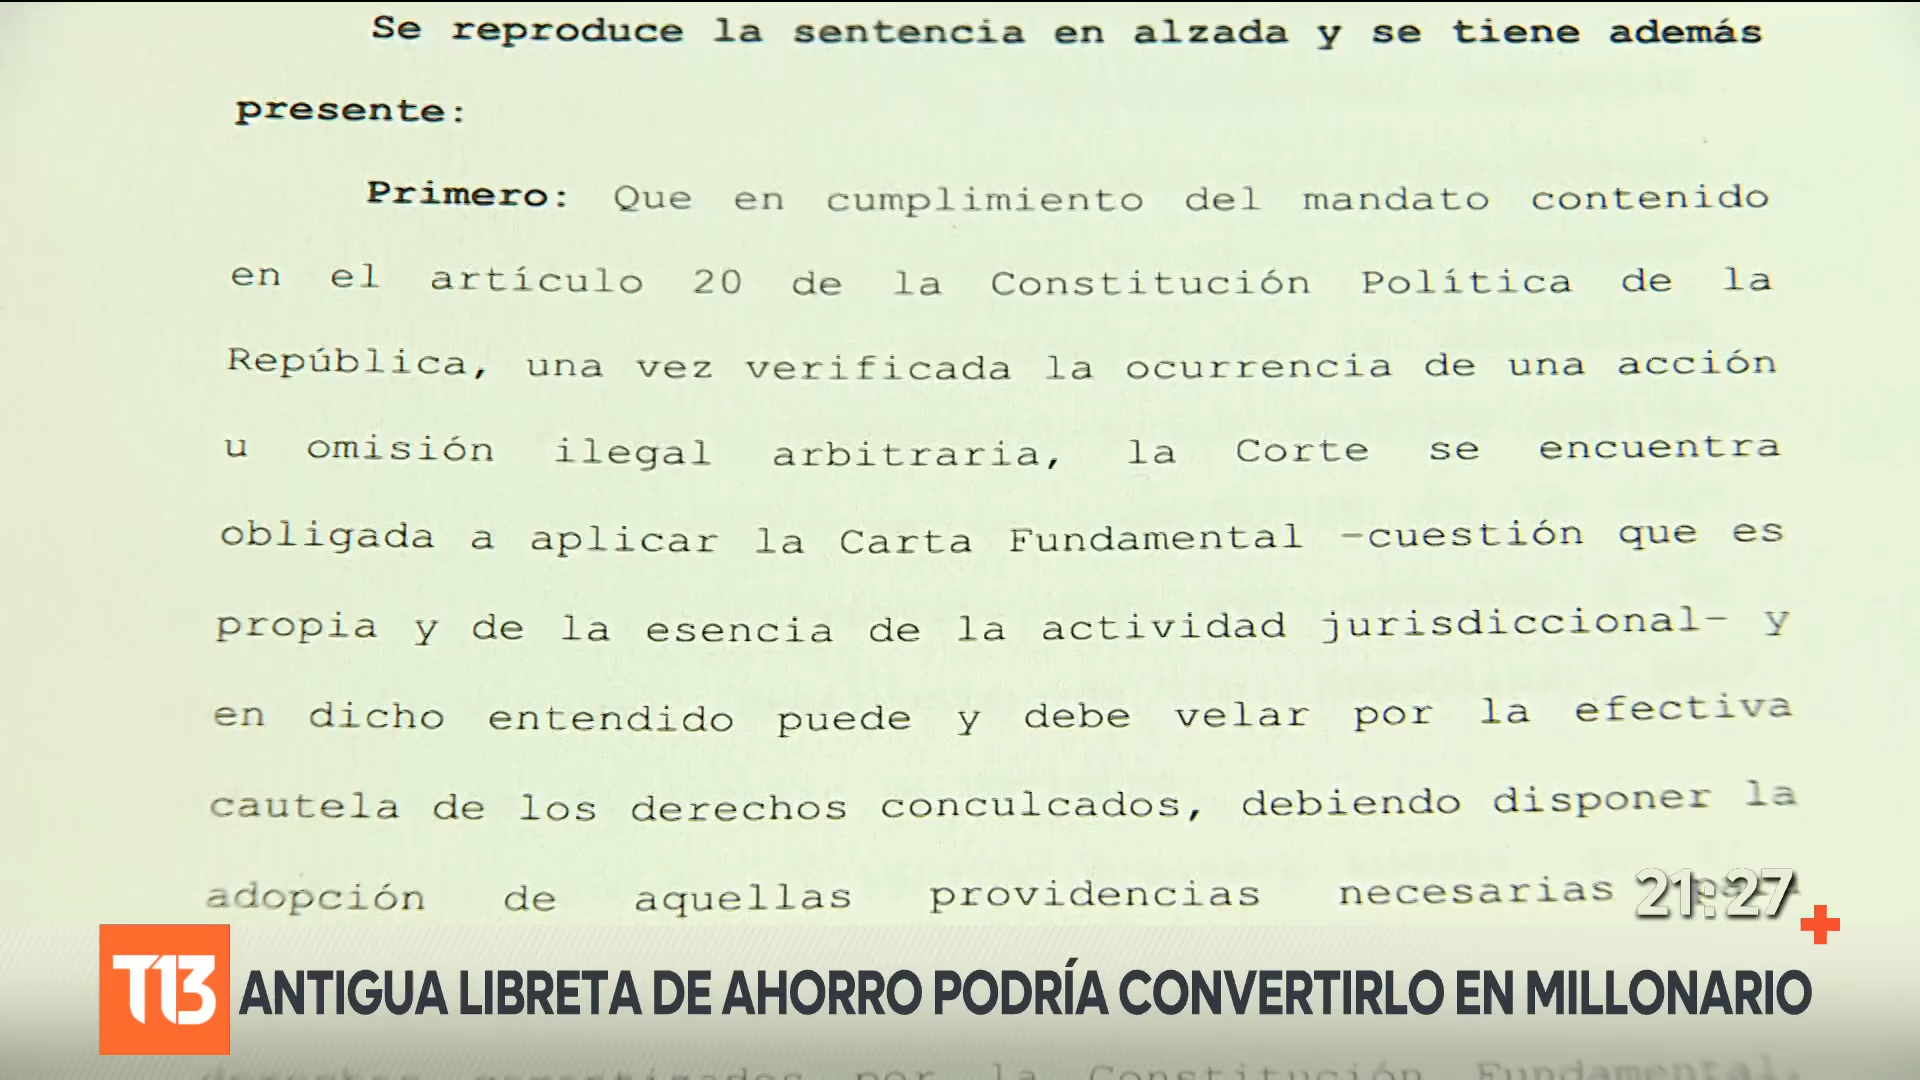 Se reproduce la sentencia en alzada y se tiene además
presente:
Primero: Que en cumplimiento del mandato contenido
en el artículo 20 de la Constitución Política de la
República, una vez verificada la ocurrencia de una acción
u omisión ilegal arbitraria, la Corte se encuentra
obligada a aplicar la Carta Fundamental -cuestión que es
propia y de la esencia de la actividad jurisdiccional- y
en dicho entendido puede y debe velar por la efectiva
cautela de los derechos conculcados, debiendo disponer la
adopción de aquellas providencias necesarias
21:27
T13 ANTIGUA LIBRETA DE AHORRO PODRÍA CONVERTIRLO EN MILLONARIO
por la Constitución Fundamental.